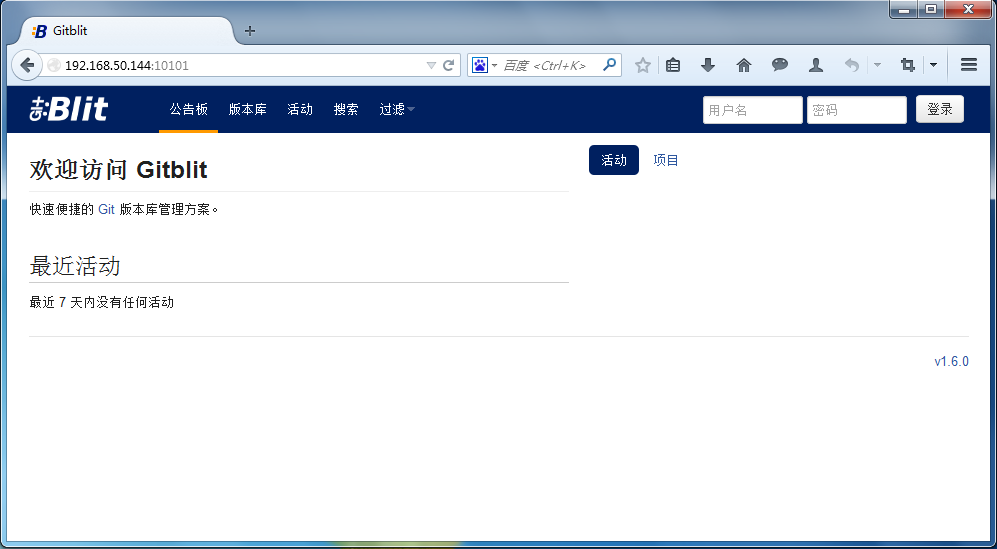 Gitblit
192.168.50.144:10101
百度 <Ctrl+K>
Blit 公告板 版本库 活动 搜索 过滤 用户名 密码 登录
欢迎访问 Gitblit
活动 项目
快速便捷的 Git 版本库管理方案。
最近活动
最近 7 天内没有任何活动
v1.6.0